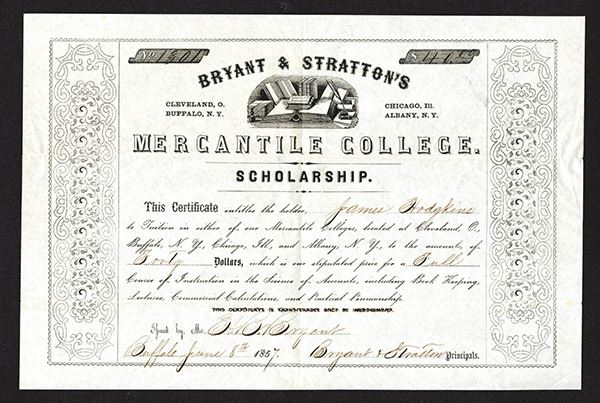 No 1301 $40.00
BRYANT & STRATTON'S
CLEVELAND, O. CHICAGO, Ill.
BUFFALO, N. Y. ALBANY, N. Y.
MERCANTILE COLLEGE.
SCHOLARSHIP.
This Certificate entitles the holder, James Hodgkins
to Tuition in either of our Mercantile Colleges, located at Cleveland, O.,
Buffalo, N. Y., Chicago, Ill., and Albany, N. Y., to the amount, of
Forty Dollars, which is our stipulated price for a Full
Course of Instruction in the Science of Accounts, including Book Keeping,
Lectures, Commercial Calculations, and Practical Penmanship.
THIS CERTIFICATE IS TRANSFERABLE ONLY BY
Issued by Me. H. B. Bryant
Buffalo June 8th 1857. Bryant & Stratton Principals.